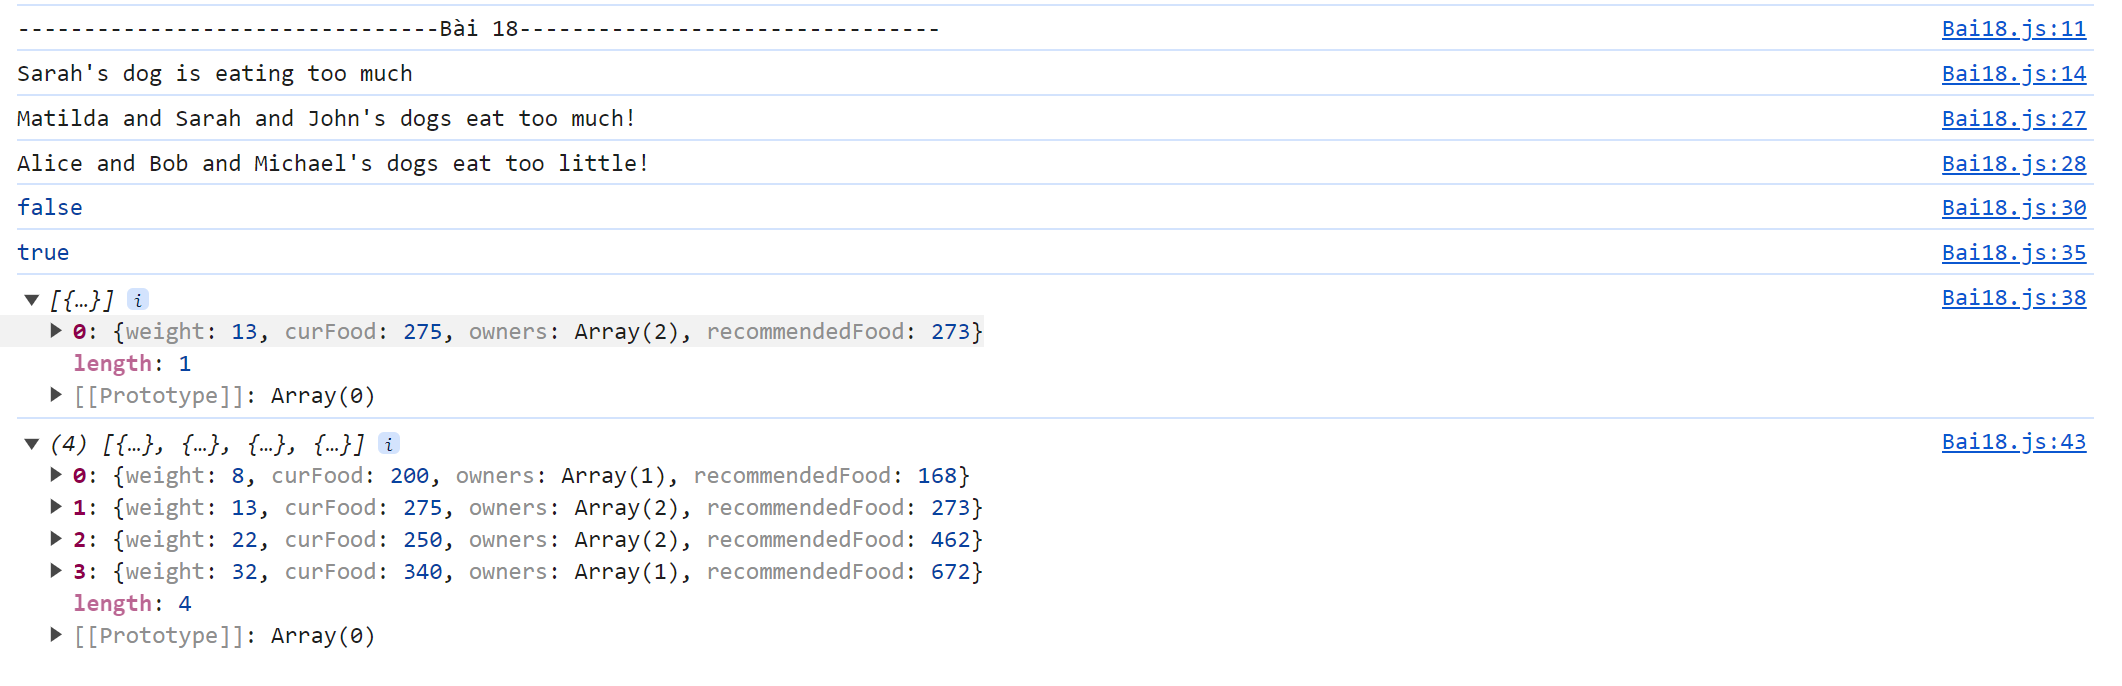 --------------------------------Bài 18-------------------------------- Bai18.js:11
Sarah's dog is eating too much Bai18.js:14
Matilda and Sarah and John's dogs eat too much! Bai18.js:27
Alice and Bob and Michael's dogs eat too little! Bai18.js:28
false Bai18.js:30
true Bai18.js:35
▼ [{…}] i Bai18.js:38
▶ 0: {weight: 13, curFood: 275, owners: Array(2), recommendedFood: 273}
length: 1
▶ [[Prototype]]: Array(0)
▼ (4) [{…}, {…}, {…}, {…}] i Bai18.js:43
▶ 0: {weight: 8, curFood: 200, owners: Array(1), recommendedFood: 168}
▶ 1: {weight: 13, curFood: 275, owners: Array(2), recommendedFood: 273}
▶ 2: {weight: 22, curFood: 250, owners: Array(2), recommendedFood: 462}
▶ 3: {weight: 32, curFood: 340, owners: Array(1), recommendedFood: 672}
length: 4
▶ [[Prototype]]: Array(0)